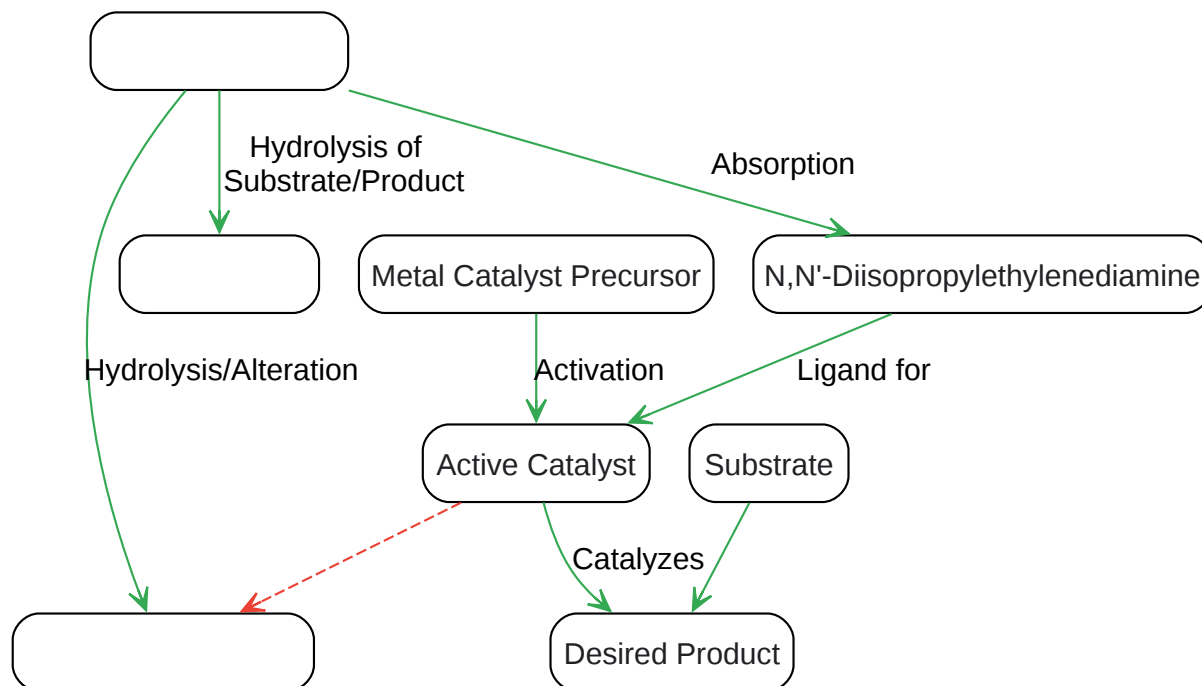 Hydrolysis of
Substrate/Product
Absorption
Metal Catalyst Precursor
N,N'-Diisopropylethylenediamine
Hydrolysis/Alteration
Activation
Ligand for
Active Catalyst
Substrate
Catalyzes
Desired Product